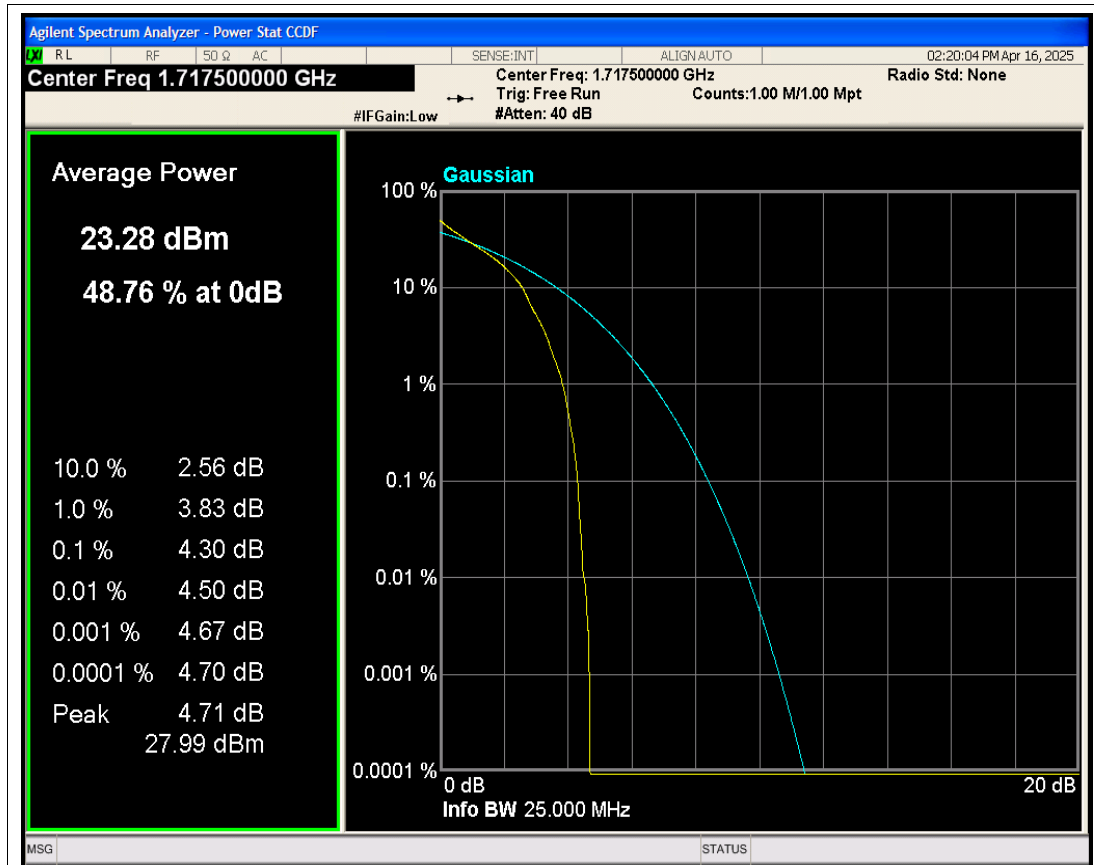 Agilent Spectrum Analyzer - Power Stat CCDF
LXI RL RF 50 Ω AC SENSE:INT ALIGNAUTO 02:20:04 PM Apr 16, 2025
Center Freq 1.717500000 GHz
Center Freq: 1.717500000 GHz
Radio Std: None
Trig: Free Run
Counts:1.00 M/1.00 Mpt
#IFGain:Low
#Atten: 40 dB
Average Power
23.28 dBm
48.76 % at 0dB
10.0 % 2.56 dB
1.0 % 3.83 dB
0.1 % 4.30 dB
0.01 % 4.50 dB
0.001 % 4.67 dB
0.0001 % 4.70 dB
Peak 4.71 dB
27.99 dBm
Gaussian
100 %
10 %
1 %
0.1 %
0.01 %
0.001 %
0.0001 %
0 dB 20 dB
Info BW 25.000 MHz
MSG STATUS